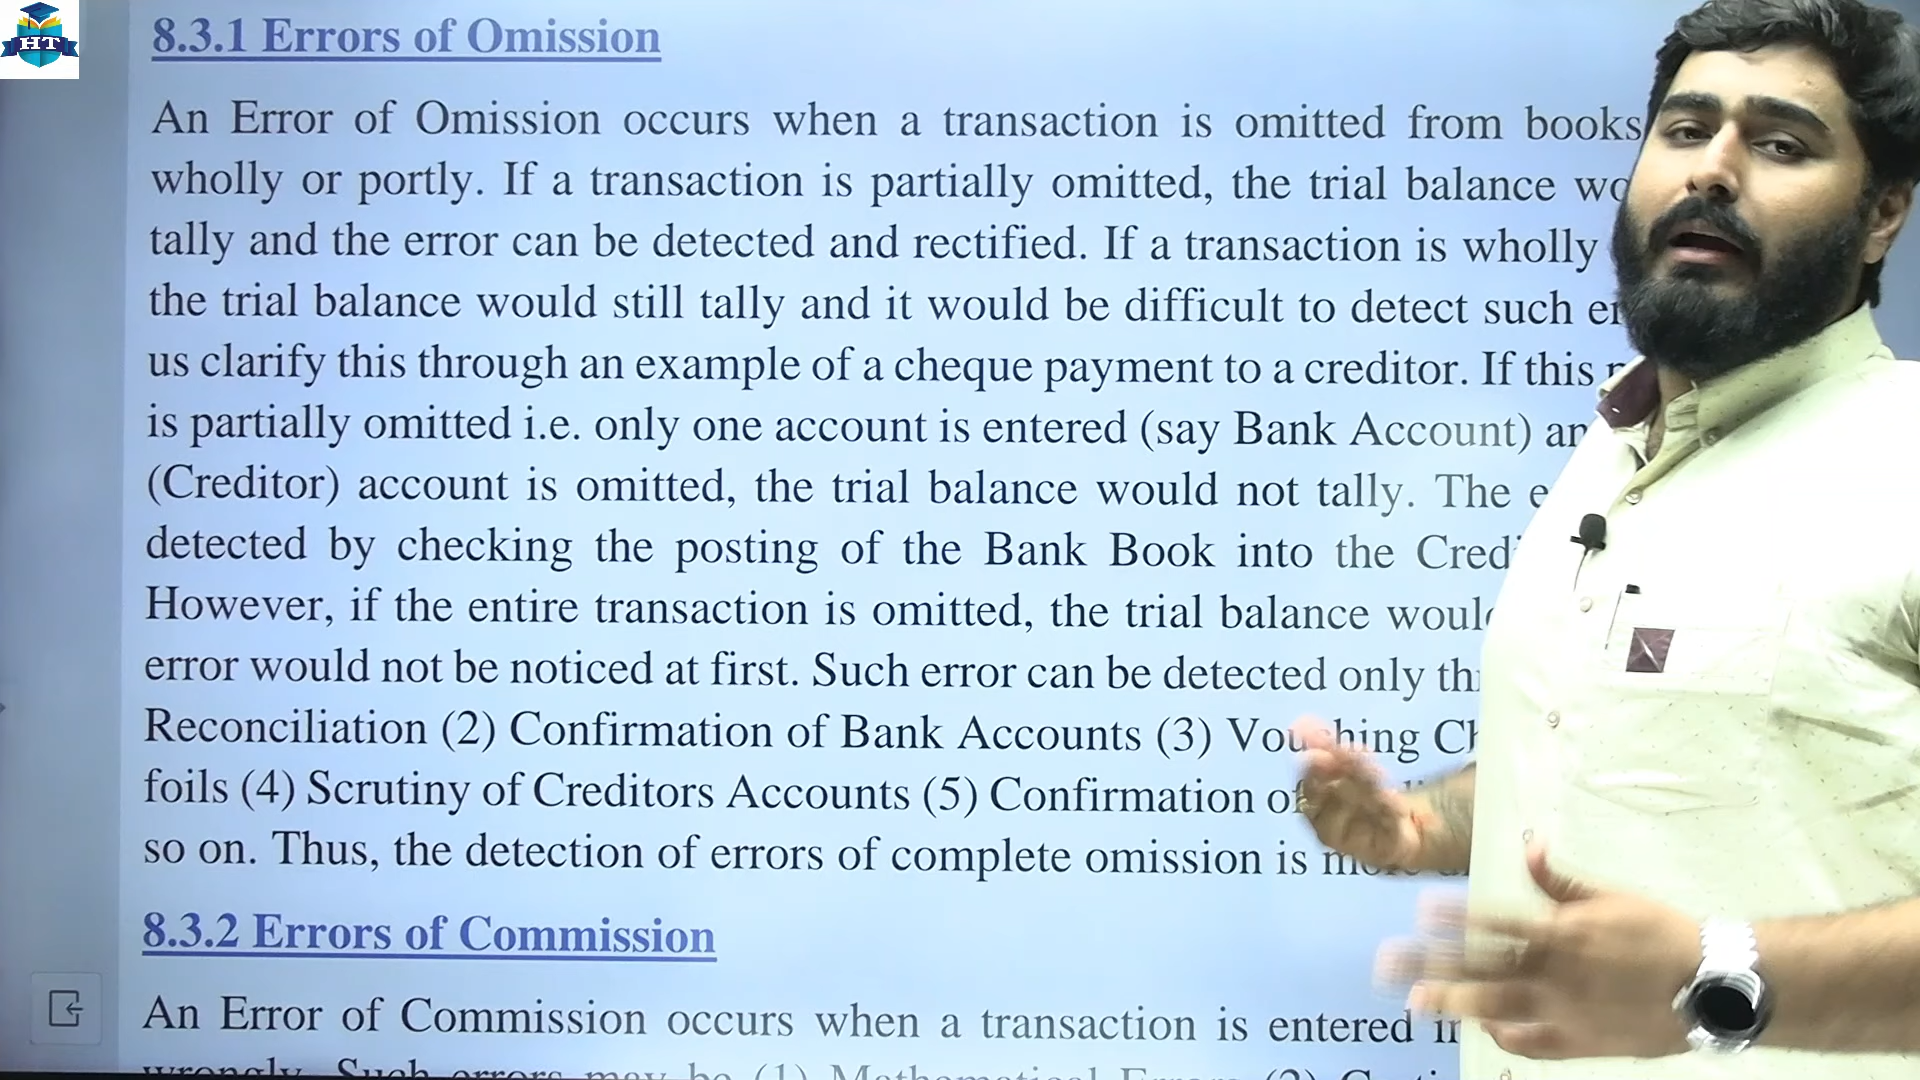 HT
8.3.1 Errors of Omission
An Error of Omission occurs when a transaction is omitted from books
wholly or portly. If a transaction is partially omitted, the trial balance
tally and the error can be detected and rectified. If a transaction is wholly
the trial balance would still tally and it would be difficult to detect such
us clarify this through an example of a cheque payment to a creditor. If this
is partially omitted i.e. only one account is entered (say Bank Account)
(Creditor) account is omitted, the trial balance would not tally. The
detected by checking the posting of the Bank Book into the
However, if the entire transaction is omitted, the trial balance
error would not be noticed at first. Such error can be detected only
Reconciliation (2) Confirmation of Bank Accounts (3) Vouching
foils (4) Scrutiny of Creditors Accounts (5) Confirmation
so on. Thus, the detection of errors of complete omission is
8.3.2 Errors of Commission
An Error of Commission occurs when a transaction is entered
wrongly. Such errors may be (1) Mathematical